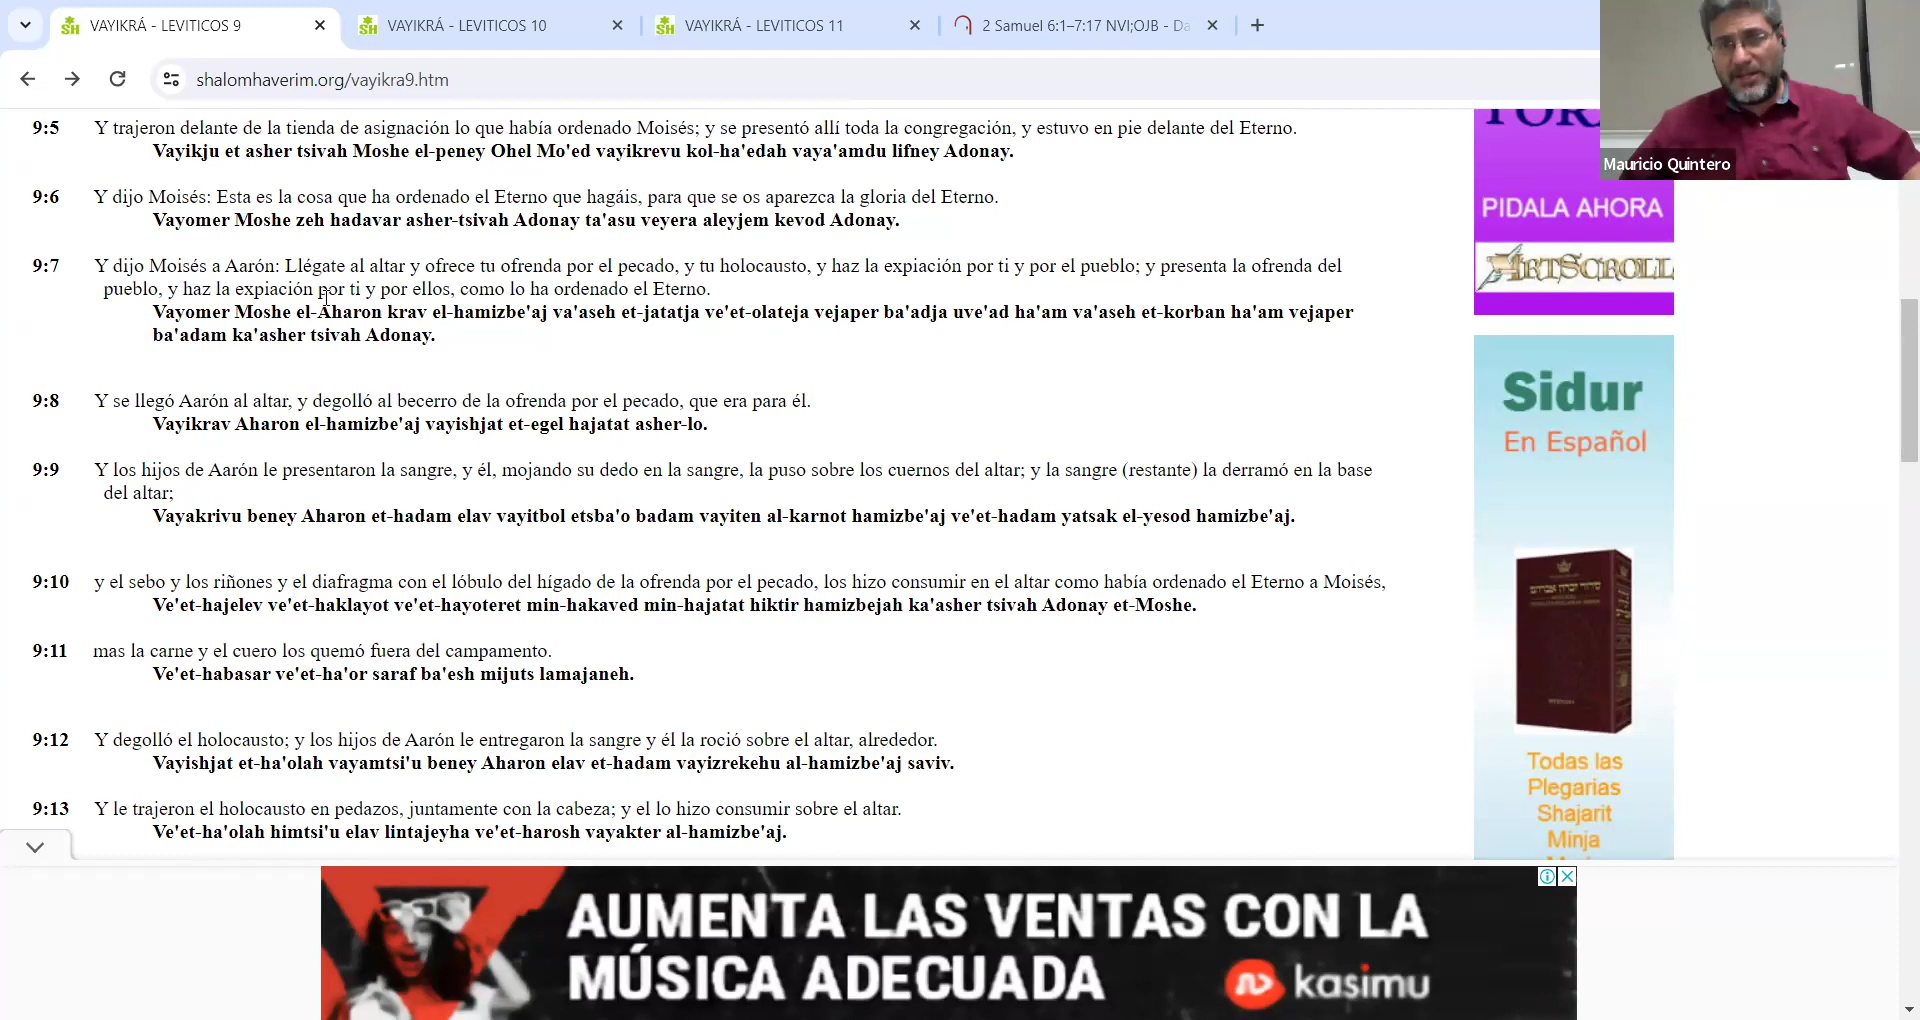 VAYIKRÁ - LEVITICOS 9
VAYIKRÁ - LEVITICOS 10
VAYIKRÁ - LEVITICOS 11
2 Samuel 6:1–7:17 NVI;OJB - Da
shalomhaverim.org/vayikra9.htm
Mauricio Quintero
9:5 Y trajeron delante de la tienda de asignación lo que había ordenado Moisés; y se presentó allí toda la congregación, y estuvo en pie delante del Eterno.
Vayikju et asher tsivah Moshe el-peney Ohel Mo'ed vayikrevu kol-ha'edah vaya'amdu lifney Adonay.
9:6 Y dijo Moisés: Esta es la cosa que ha ordenado el Eterno que hagáis, para que se os aparezca la gloria del Eterno.
Vayomer Moshe zeh hadavar asher-tsivah Adonay ta'asu veyera aleyjem kevod Adonay.
9:7 Y dijo Moisés a Aarón: Llégate al altar y ofrece tu ofrenda por el pecado, y tu holocausto, y haz la expiación por ti y por el pueblo; y presenta la ofrenda del
pueblo, y haz la expiación por ti y por ellos, como lo ha ordenado el Eterno.
Vayomer Moshe el-Aharon krav el-hamizbe'aj va'aseh et-jatatja ve'et-olateja vejaper ba'adja uve'ad ha'am va'aseh et-korban ha'am vejaper
ba'adam ka'asher tsivah Adonay.
9:8 Y se llegó Aarón al altar, y degolló al becerro de la ofrenda por el pecado, que era para él.
Vayikrav Aharon el-hamizbe'aj vayishjat et-egel hajatat asher-lo.
9:9 Y los hijos de Aarón le presentaron la sangre, y él, mojando su dedo en la sangre, la puso sobre los cuernos del altar; y la sangre (restante) la derramó en la base
del altar;
Vayakrivu beney Aharon et-hadam elav vayitbol etsba'o badam vayiten al-karnot hamizbe'aj ve'et-hadam yatsak el-yesod hamizbe'aj.
9:10 y el sebo y los riñones y el diafragma con el lóbulo del hígado de la ofrenda por el pecado, los hizo consumir en el altar como había ordenado el Eterno a Moisés,
Ve'et-hajelev ve'et-haklayot ve'et-hayoteret min-hakaved min-hajatat hiktir hamizbejah ka'asher tsivah Adonay et-Moshe.
9:11 mas la carne y el cuero los quemó fuera del campamento.
Ve'et-habasar ve'et-ha'or saraf ba'esh mijuts lamajaneh.
9:12 Y degolló el holocausto; y los hijos de Aarón le entregaron la sangre y él la roció sobre el altar, alrededor.
Vayishjat et-ha'olah vayamtsi'u beney Aharon elav et-hadam vayizrekehu al-hamizbe'aj saviv.
9:13 Y le trajeron el holocausto en pedazos, juntamente con la cabeza; y el lo hizo consumir sobre el altar.
Ve'et-ha'olah himtsi'u elav lintajeyha ve'et-harosh vayakter al-hamizbe'aj.
PIDALA AHORA
ARTSCROLL
Sidur
En Español
Todas las
Plegarias
Shajarit
Minja
AUMENTA LAS VENTAS CON LA
MÚSICA ADECUADA
kasimu